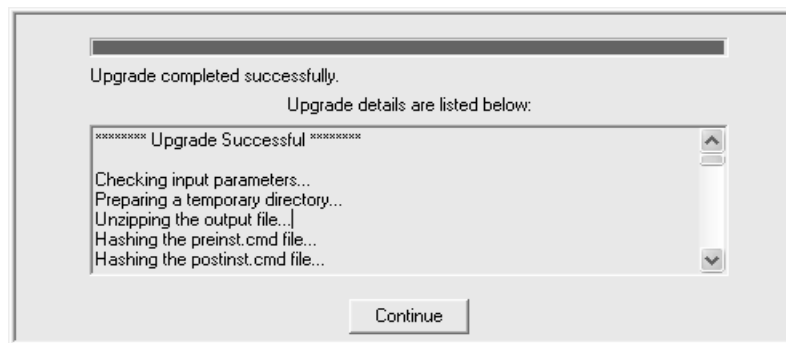 Upgrade completed successfully.
Upgrade details are listed below:
******** Upgrade Successful ********
Checking input parameters...
Preparing a temporary directory...
Unzipping the output file...
Hashing the preinst.cmd file...
Hashing the postinst.cmd file...
Continue